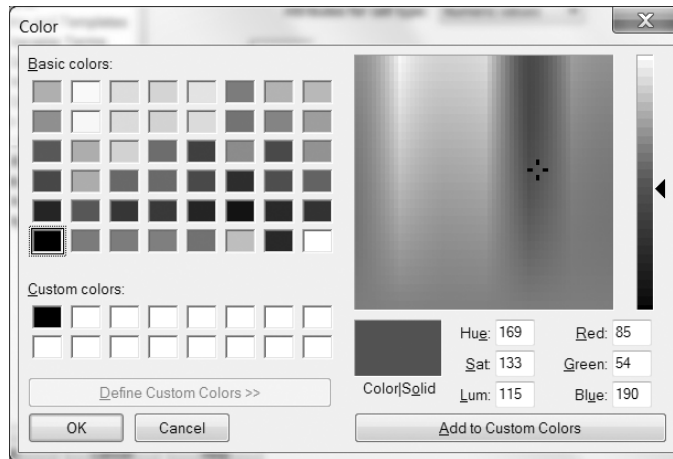 Color
Basic colors:
Custom colors:
Define Custom Colors >>
OK
Cancel
Hue: 169
Red: 85
Sat: 133
Green: 54
Color|Solid
Lum: 115
Blue: 190
Add to Custom Colors